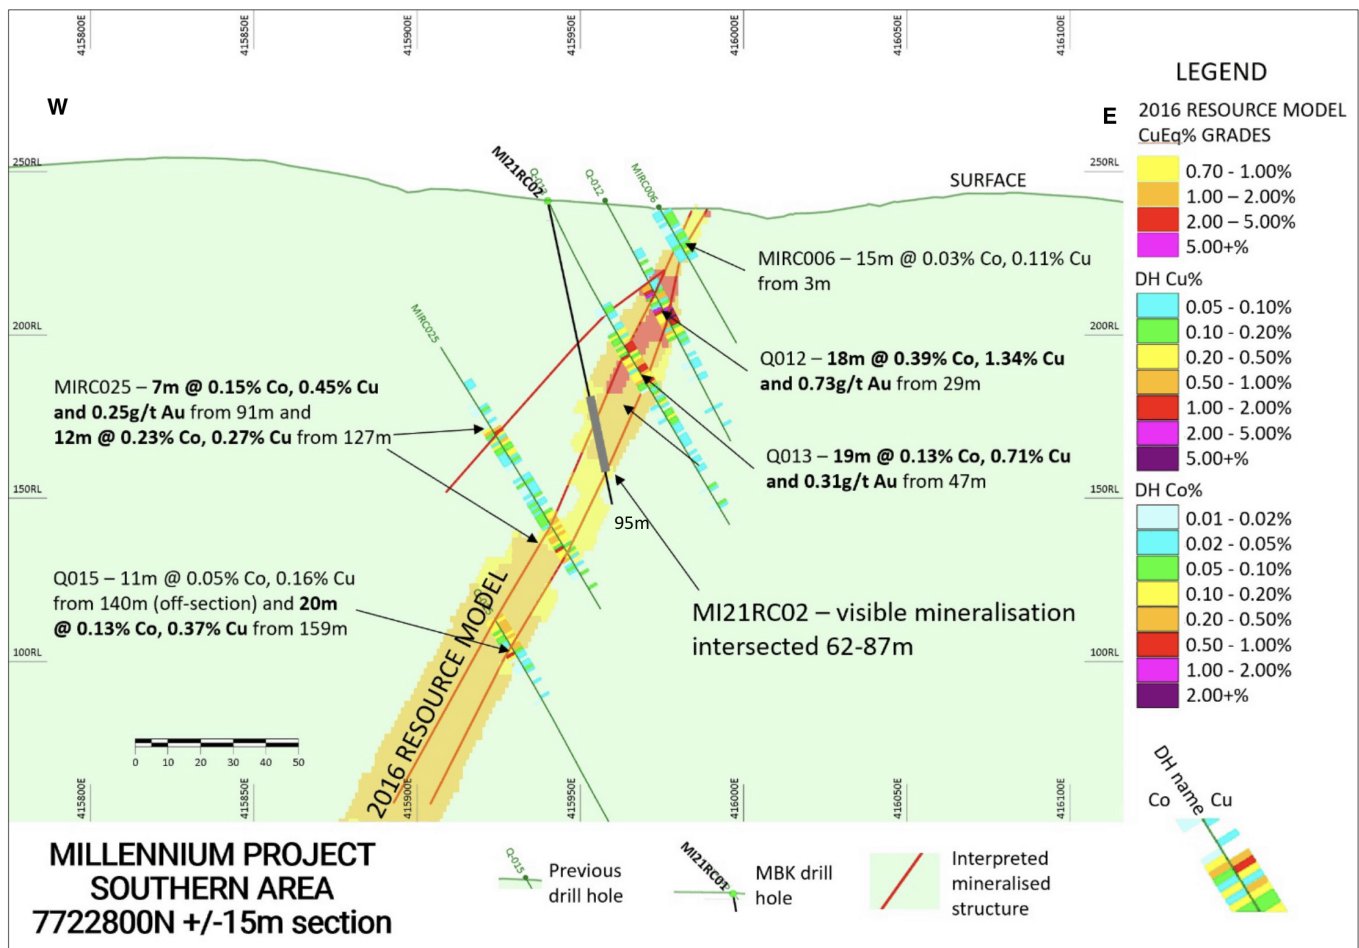 415800E
415850E
415900E
415950E
416000E
416050E
416100E
W
E
250RL
250RL
200RL
200RL
150RL
150RL
100RL
100RL
MI21RC02
Q-013
Q-012
MIRC006
SURFACE
MIRC025
MIRC006 – 15m @ 0.03% Co, 0.11% Cu
from 3m
Q012 – 18m @ 0.39% Co, 1.34% Cu
and 0.73g/t Au from 29m
MIRC025 – 7m @ 0.15% Co, 0.45% Cu
and 0.25g/t Au from 91m and
12m @ 0.23% Co, 0.27% Cu from 127m
Q013 – 19m @ 0.13% Co, 0.71% Cu
and 0.31g/t Au from 47m
95m
Q015 – 11m @ 0.05% Co, 0.16% Cu
from 140m (off-section) and 20m
@ 0.13% Co, 0.37% Cu from 159m
MI21RC02 – visible mineralisation
intersected 62-87m
2016 RESOURCE MODEL
0 10 20 30 40 50
415800E
415850E
415900E
415950E
416000E
416050E
416100E
LEGEND
2016 RESOURCE MODEL
CuEq% GRADES
0.70 - 1.00%
1.00 – 2.00%
2.00 – 5.00%
5.00+%
DH Cu%
0.05 - 0.10%
0.10 - 0.20%
0.20 - 0.50%
0.50 - 1.00%
1.00 - 2.00%
2.00 - 5.00%
5.00+%
DH Co%
0.01 - 0.02%
0.02 - 0.05%
0.05 - 0.10%
0.10 - 0.20%
0.20 - 0.50%
0.50 - 1.00%
1.00 - 2.00%
2.00+%
DH name
Co
Cu
MILLENNIUM PROJECT
SOUTHERN AREA
7722800N +/-15m section
Q-015
Previous
drill hole
MI21RC01
MBK drill
hole
Interpreted
mineralised
structure